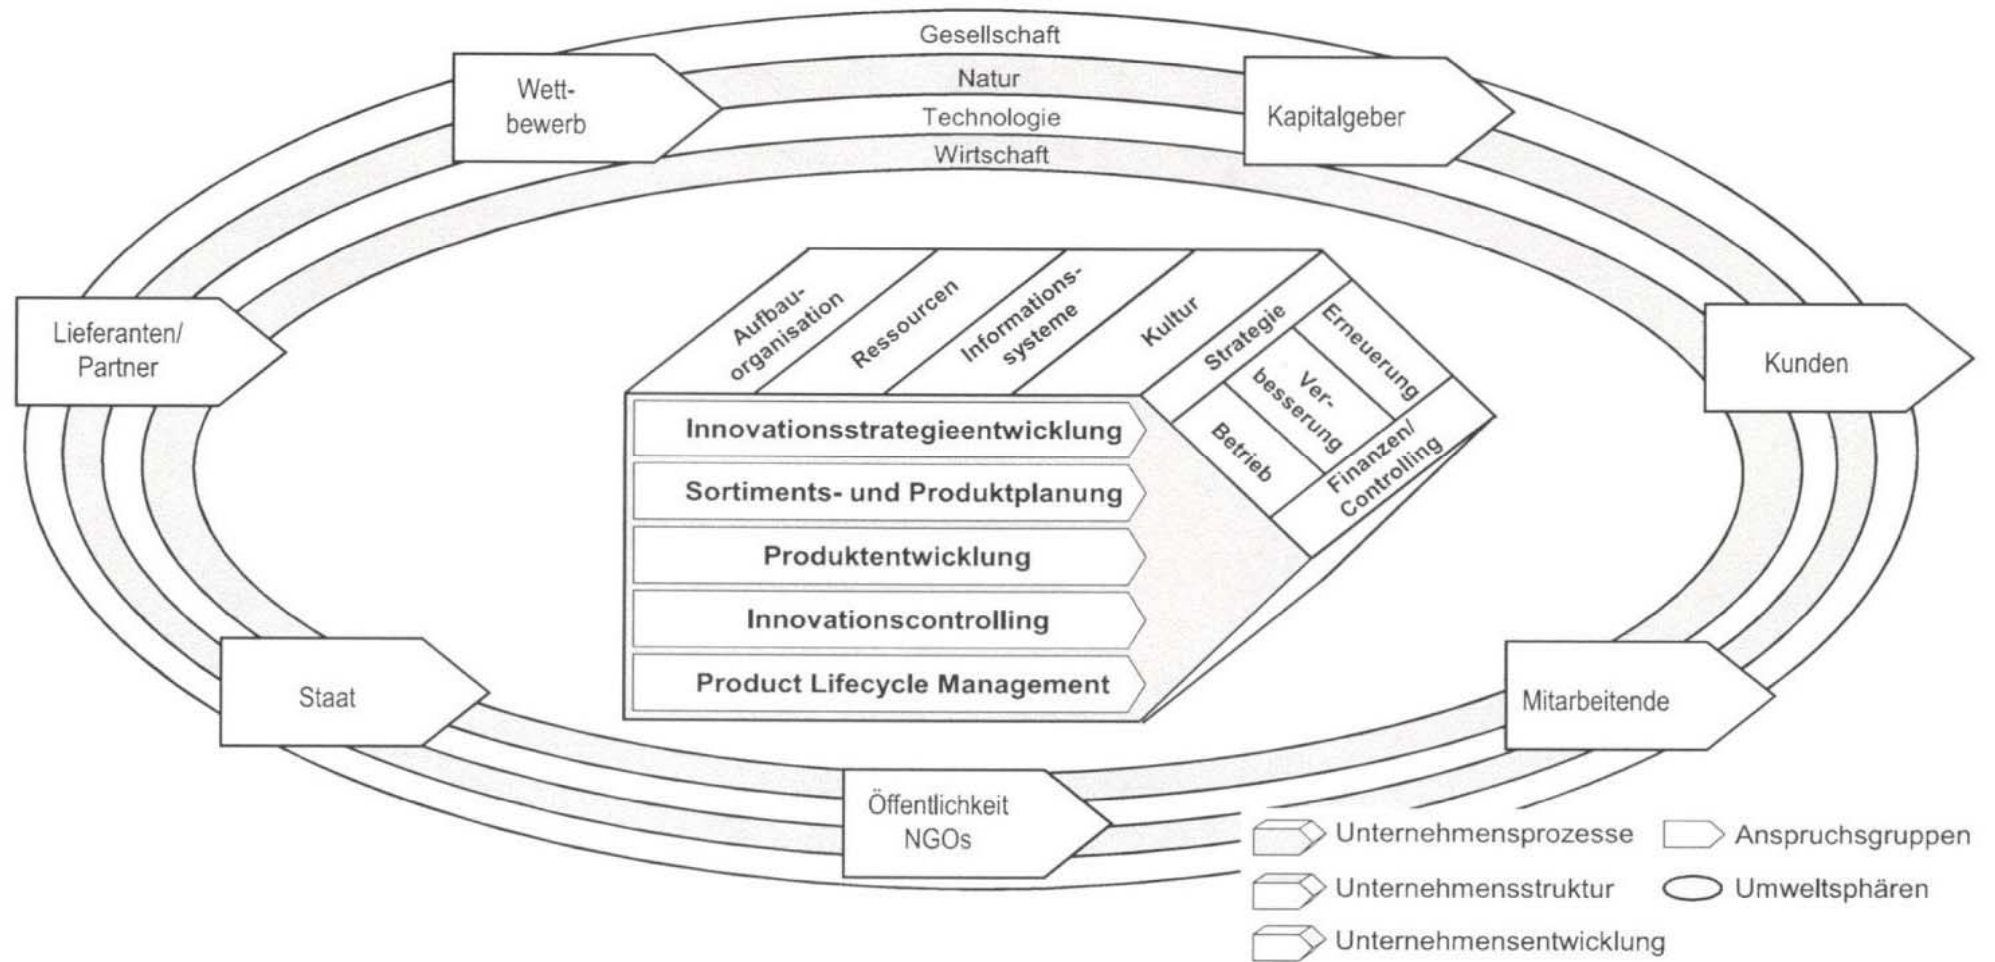 Gesellschaft
Natur
Technologie
Wirtschaft
Wett-
bewerb
Kapitalgeber
Lieferanten/
Partner
Kunden
Aufbau-
organisation
Ressourcen
Informations-
systeme
Kultur
Strategie
Erneuerung
Ver-
besserung
Betrieb
Finanzen/
Controlling
Innovationsstrategieentwicklung
Sortiments- und Produktplanung
Produktentwicklung
Innovationscontrolling
Product Lifecycle Management
Staat
Mitarbeitende
Öffentlichkeit
NGOs
Unternehmensprozesse
Anspruchsgruppen
Unternehmensstruktur
Umweltsphären
Unternehmensentwicklung